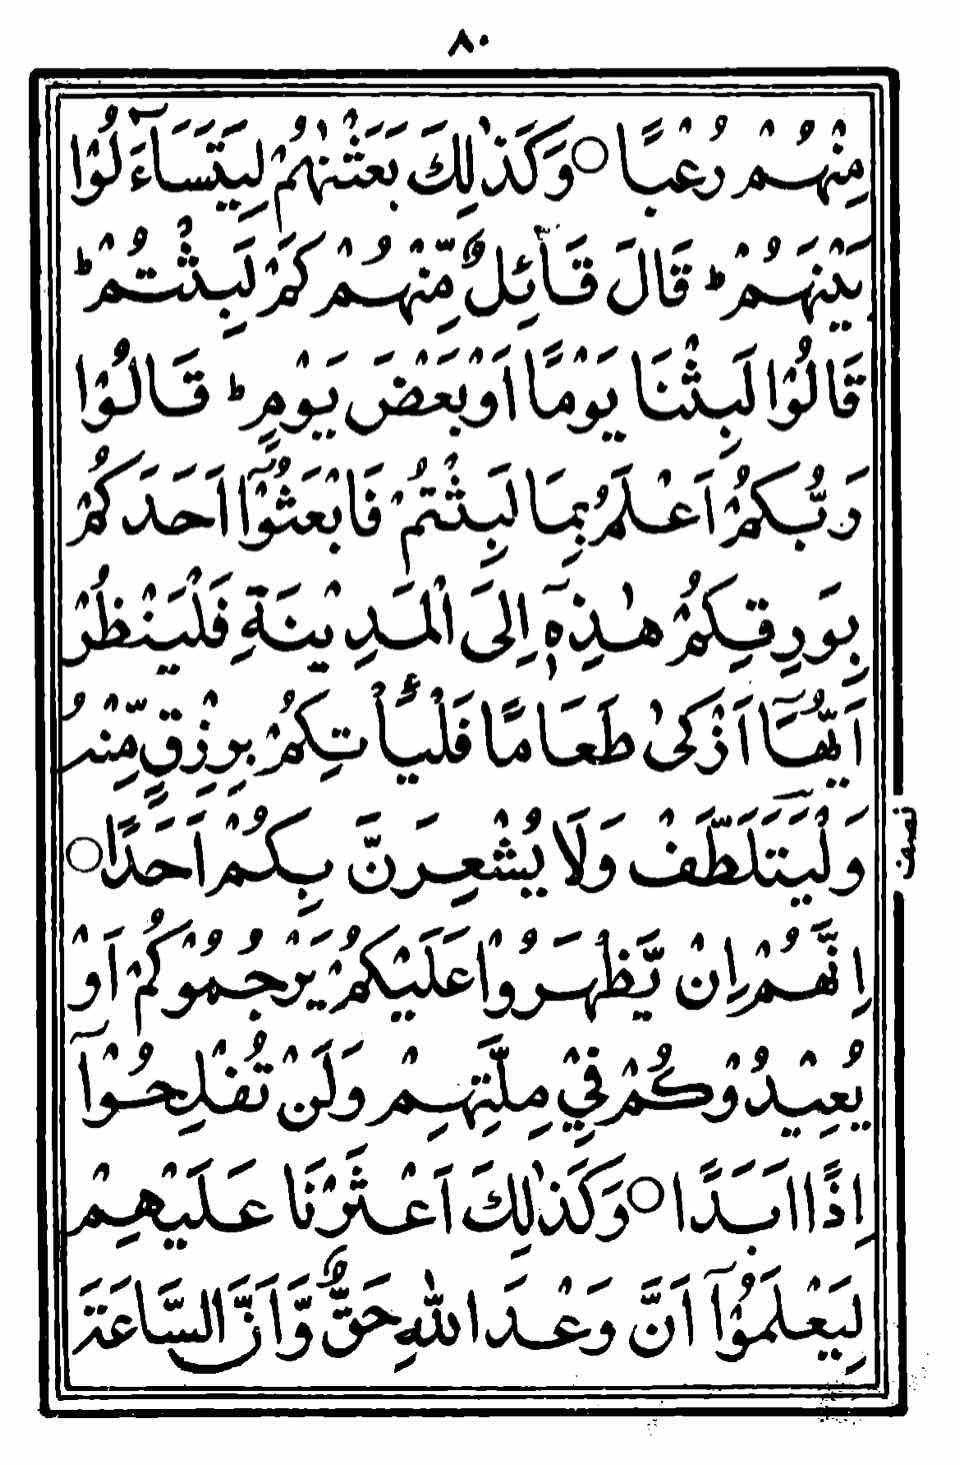 ٨٠
مِنْهُمْ رُعْبًا ○ وَكَذٰلِكَ بَعَثْنٰهُمْ لِيَتَسَآءَلُوْا
بَيْنَهُمْ ؕ قَالَ قَآئِلٌ مِّنْهُمْ كَمْ لَبِثْتُمْ ؕ
قَالُوْا لَبِثْنَا يَوْمًا اَوْ بَعْضَ يَوْمٍ ؕ قَالُوْا
رَبُّكُمْ اَعْلَمُ بِمَا لَبِثْتُمْ فَابْعَثُوْۤا اَحَدَكُمْ
بِوَرِقِكُمْ هٰذِهٖۤ اِلَى الْمَدِيْنَةِ فَلْيَنْظُرْ
اَيُّهَاۤ اَزْكٰى طَعَامًا فَلْيَأْتِكُمْ بِرِزْقٍ مِّنْهُ
وَلْيَتَلَطَّفْ وَلَا يُشْعِرَنَّ بِكُمْ اَحَدًا ○
نصف
اِنَّهُمْ اِنْ يَّظْهَرُوْا عَلَيْكُمْ يَرْجُمُوْكُمْ اَوْ
يُعِيْدُوْكُمْ فِيْ مِلَّتِهِمْ وَلَنْ تُفْلِحُوْۤا
اِذًا اَبَدًا ○ وَكَذٰلِكَ اَعْثَرْنَا عَلَيْهِمْ
لِيَعْلَمُوْۤا اَنَّ وَعْدَ اللّٰهِ حَقٌّ وَّاَنَّ السَّاعَةَ